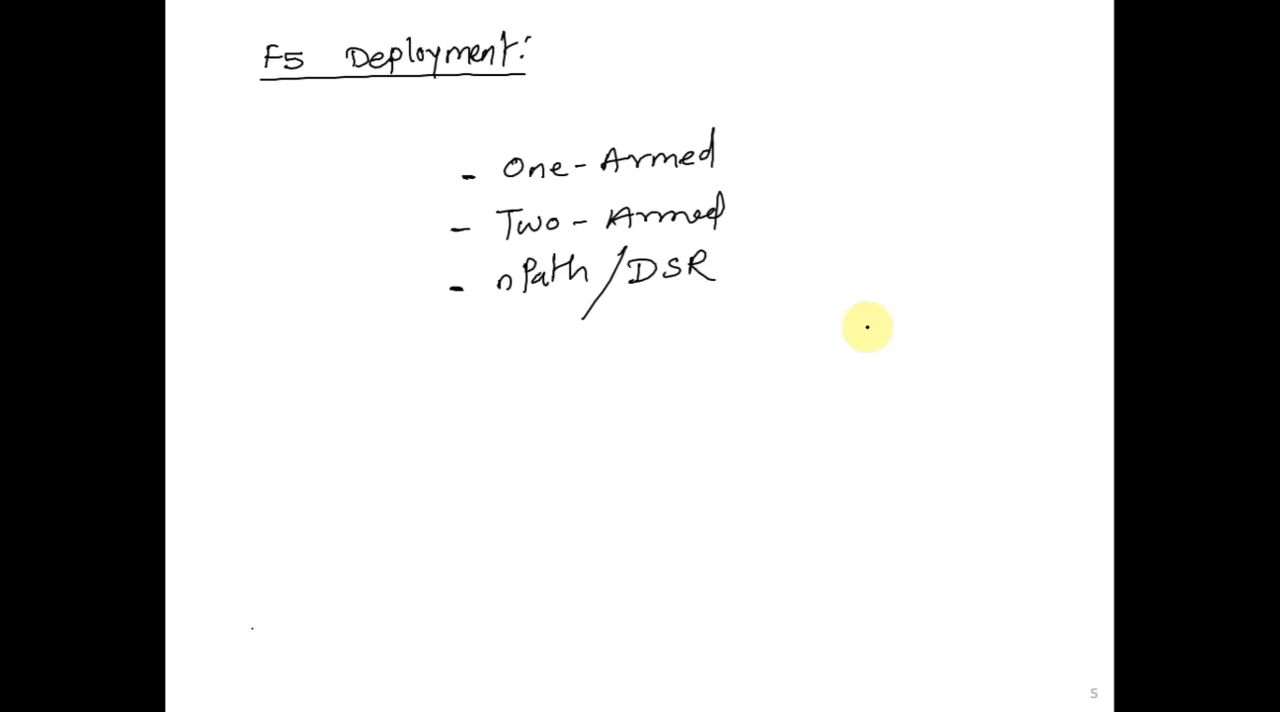 F5 Deployment:
- One-Armed
- Two-Armed
- nPath/DSR
5